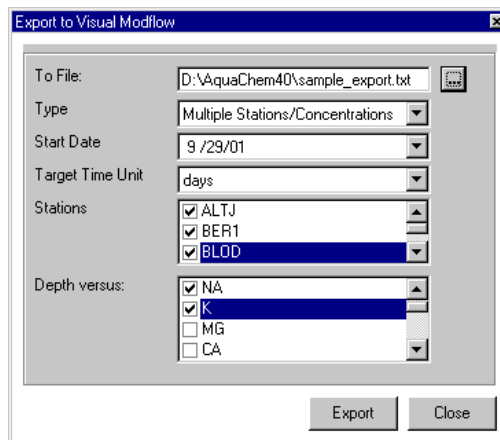 Export to Visual Modflow
To File: D:\AquaChem40\sample_export.txt ...
Type Multiple Stations/Concentrations
Start Date 9 /29/01
Target Time Unit days
Stations ALTJ
BER1
BLOD
Depth versus: NA
K
MG
CA
Export Close